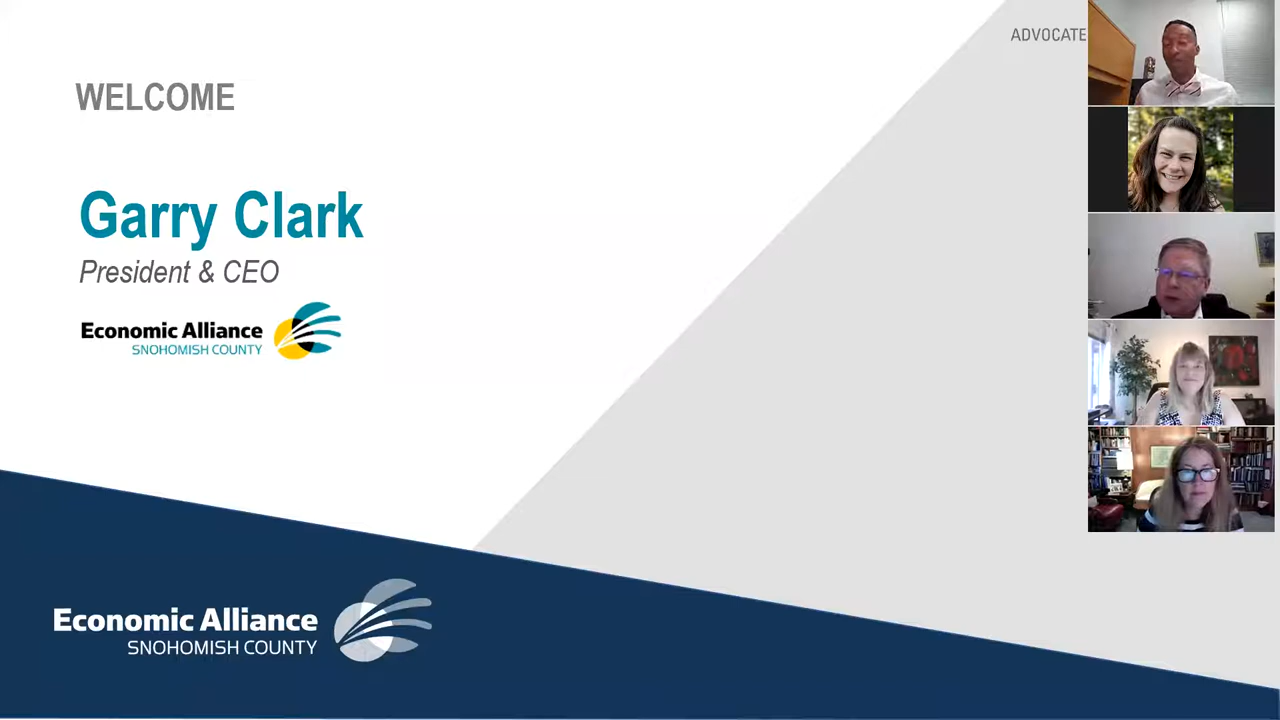 ADVOCATE
WELCOME
Garry Clark
President & CEO
Economic Alliance
SNOHOMISH COUNTY
Economic Alliance
SNOHOMISH COUNTY